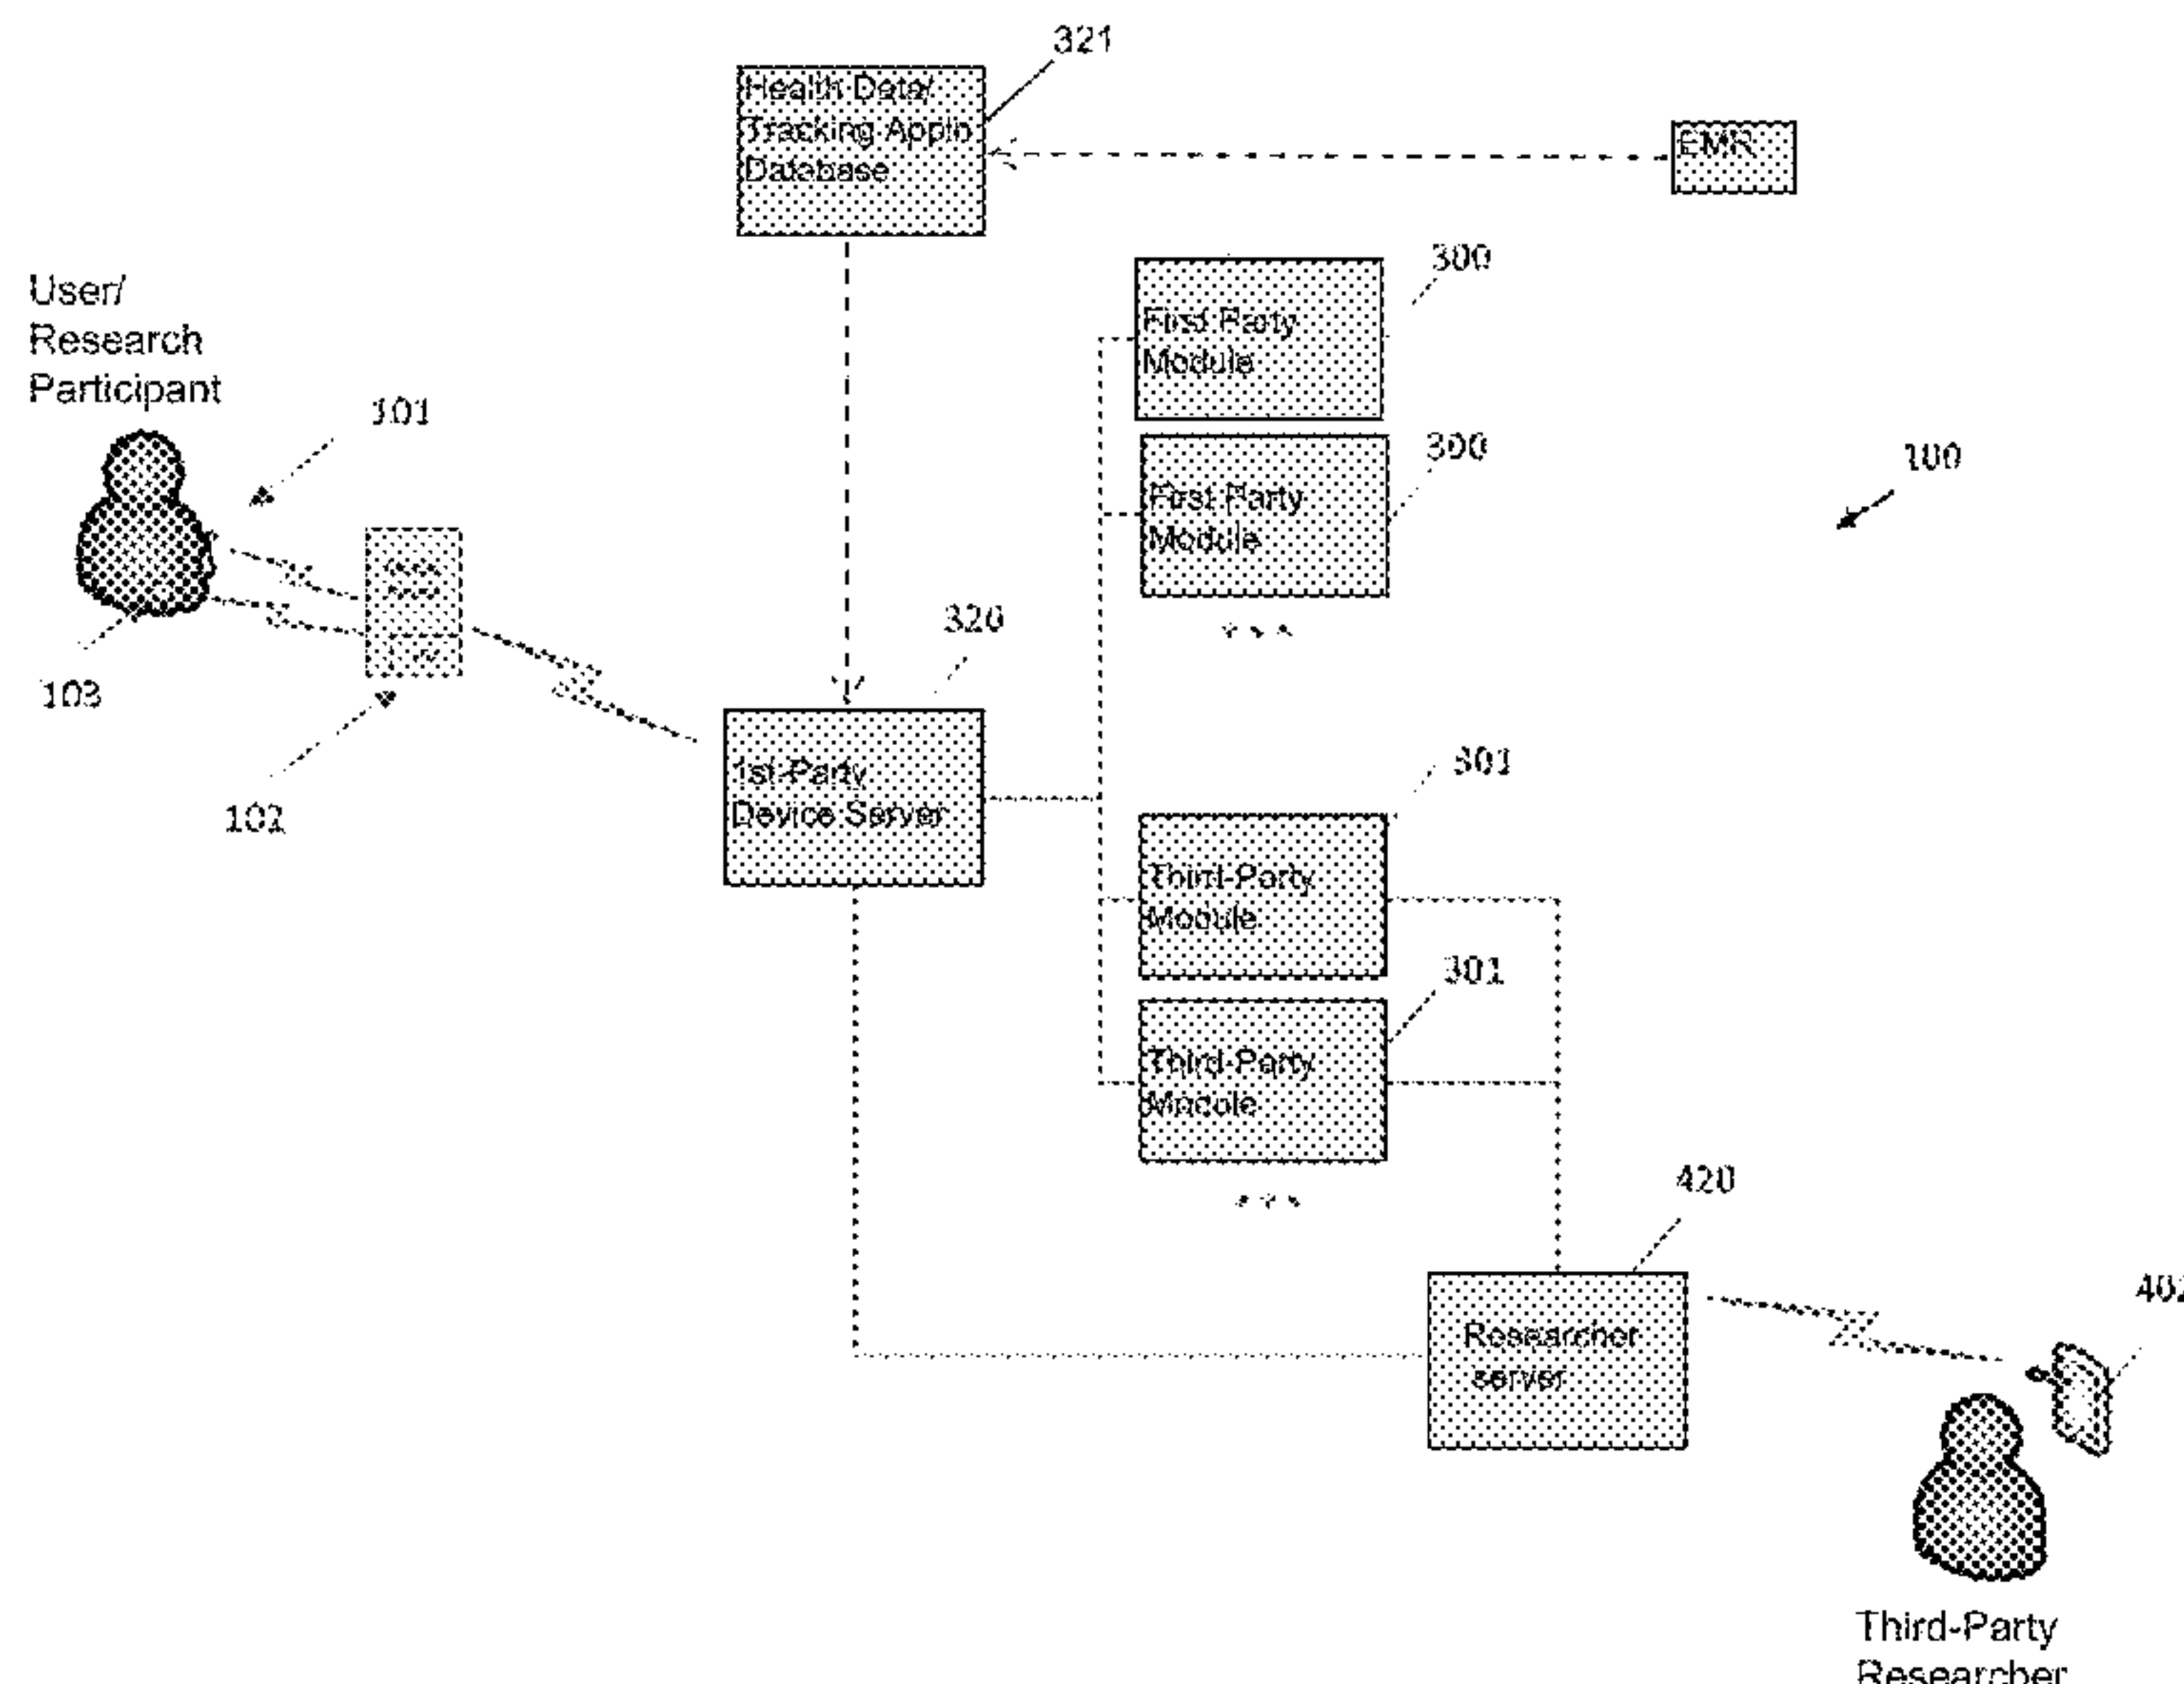 321
Health Data/
Tracking Appln
Database
EMR
300
First Party
Module
User/
Research
Participant
101
300
First Party
Module
100
320
103
102
1st-Party
Device Server
301
Third-Party
Module
301
Third-Party
Module
420
Researcher
server
402
Third-Party
Researcher